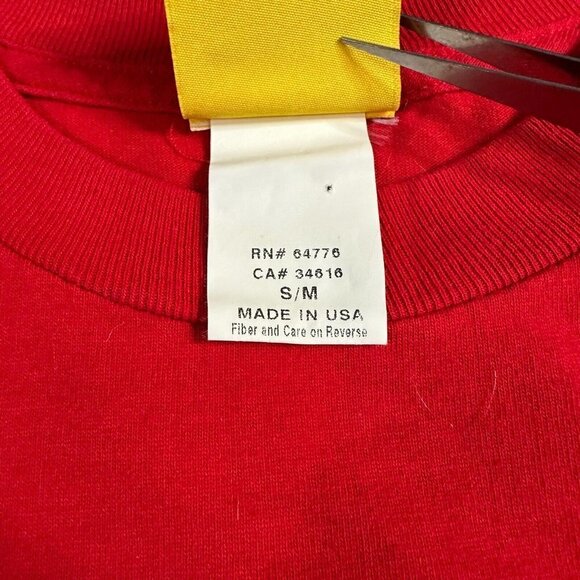 RN# 64776
CA# 34616
S/M
MADE IN USA
Fiber and Care on Reverse